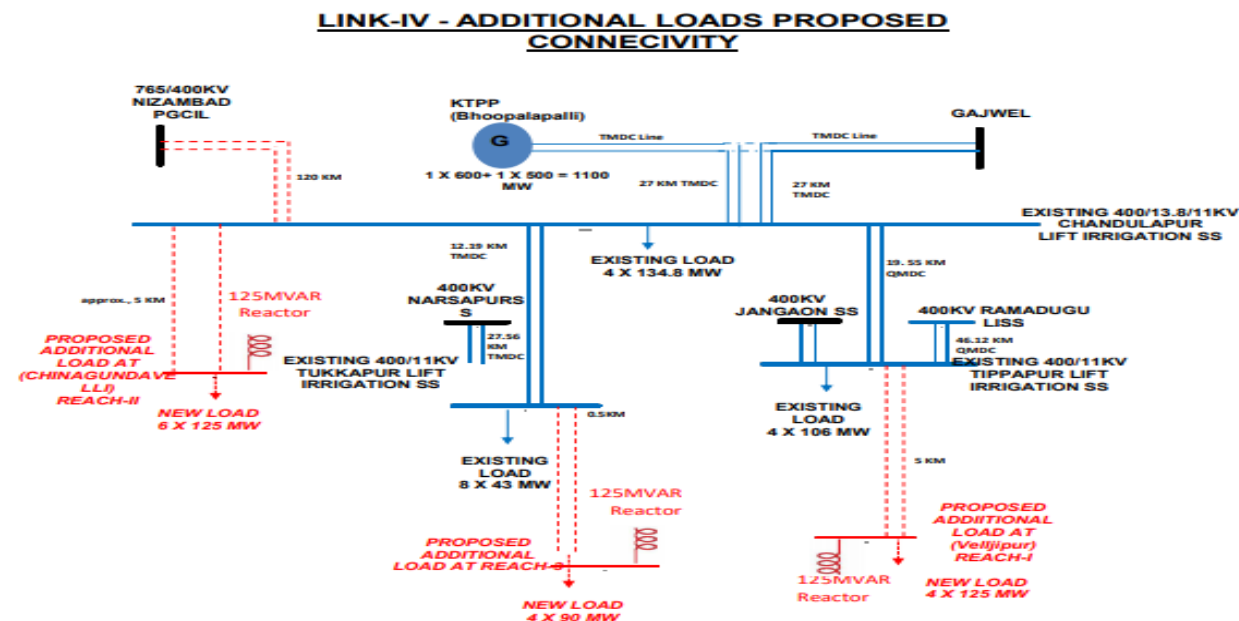 LINK-IV - ADDITIONAL LOADS PROPOSED
CONNECIVITY
765/400KV
NIZAMBAD
PGCIL
KTPP
(Bhoopalapalli)
G
1 X 600+ 1 X 500 = 1100
MW
TMDC Line
TMDC Line
GAJWEL
120 KM
27 KM TMDC
27 KM
TMDC
EXISTING 400/13.8/11KV
CHANDULAPUR
LIFT IRRIGATION SS
12.19 KM
TMDC
EXISTING LOAD
4 X 134.8 MW
19. 55 KM
QMDC
approx., 5 KM
125MVAR
Reactor
400KV
NARSAPURS
S
27.56
KM
TMDC
400KV
JANGAON SS
400KV RAMADUGU
LISS
46.12 KM
QMDC
PROPOSED
ADDITIONAL
LOAD AT
(CHINAGUNDAVE
LLI)
REACH-II
EXISTING 400/11KV
TUKKAPUR LIFT
IRRIGATION SS
EXISTING 400/11KV
TIPPAPUR LIFT
IRRIGATION SS
NEW LOAD
6 X 125 MW
0.5KM
EXISTING
LOAD
4 X 106 MW
EXISTING
LOAD
8 X 43 MW
5 KM
125MVAR
Reactor
PROPOSED
ADDITIONAL
LOAD AT REACH-3
PROPOSED
ADDIITIONAL
LOAD AT
(Velljipur)
REACH-I
125MVAR
Reactor
NEW LOAD
4 X 125 MW
NEW LOAD
4 X 90 MW